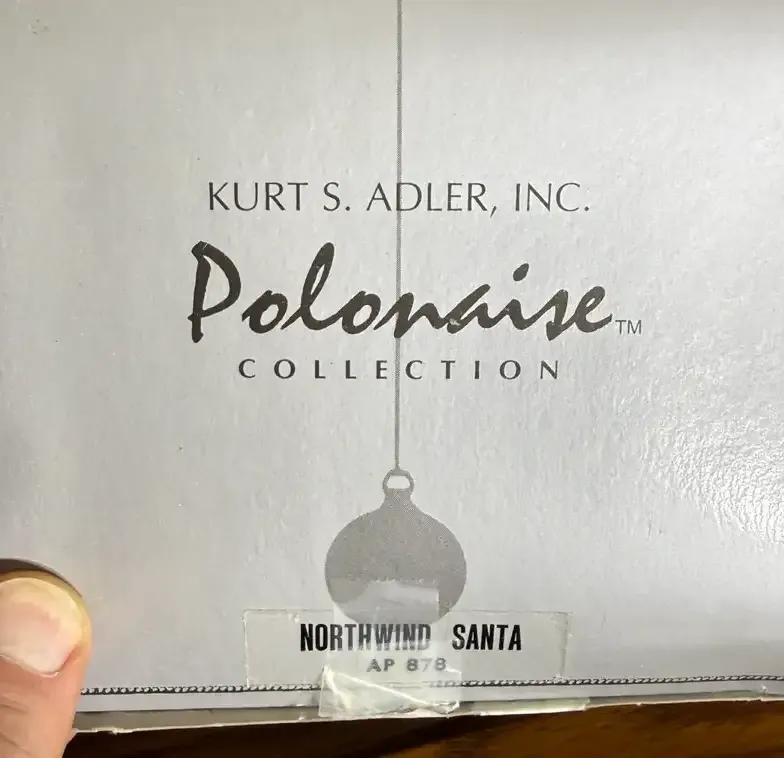 KURT S. ADLER, INC.
Polonaise™
COLLECTION
NORTHWIND SANTA
AP 878